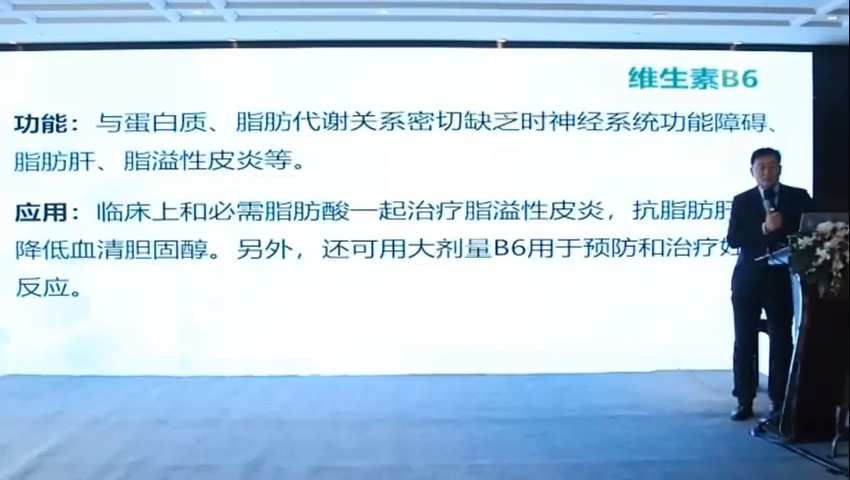 维生素B6
功能：与蛋白质、脂肪代谢关系密切缺乏时神经系统功能障碍、
脂肪肝、脂溢性皮炎等。
应用：临床上和必需脂肪酸一起治疗脂溢性皮炎，抗脂肪肝
降低血清胆固醇。另外，还可用大剂量B6用于预防和治疗妊
反应。